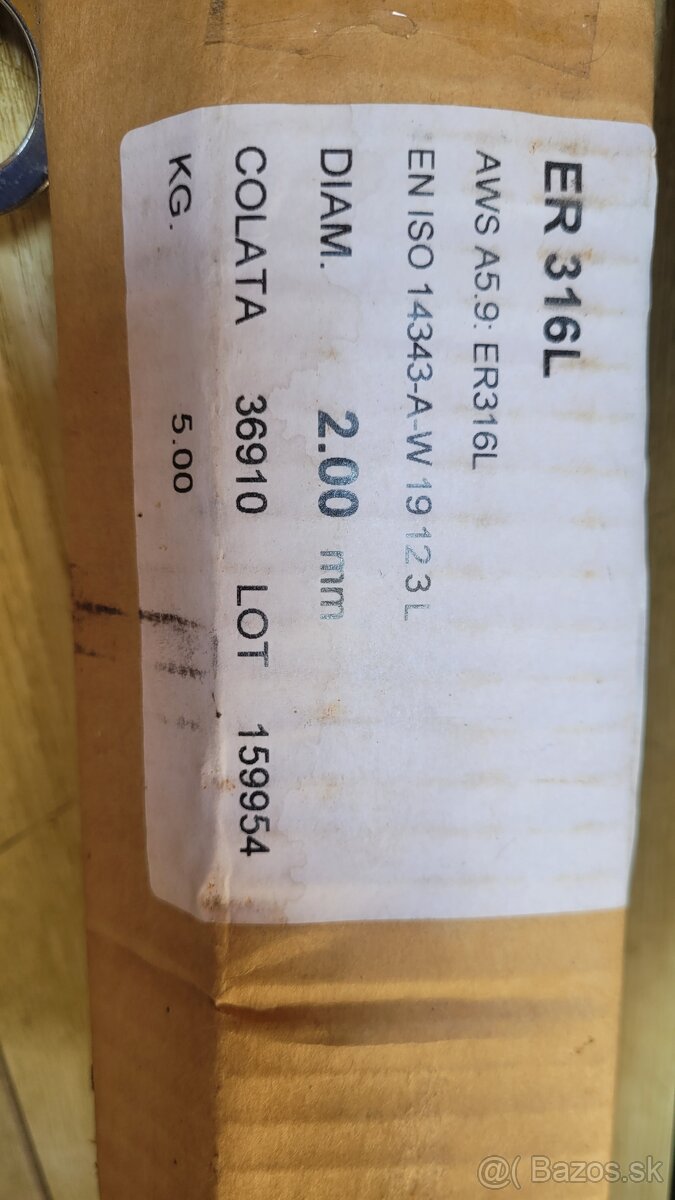 ER 316L
AWS A5.9: ER316L
EN ISO 14343-A-W 19 12 3 L
DIAM. 2.00 mm
COLATA 36910 LOT 159954
KG. 5.00
@( Bazos.sk